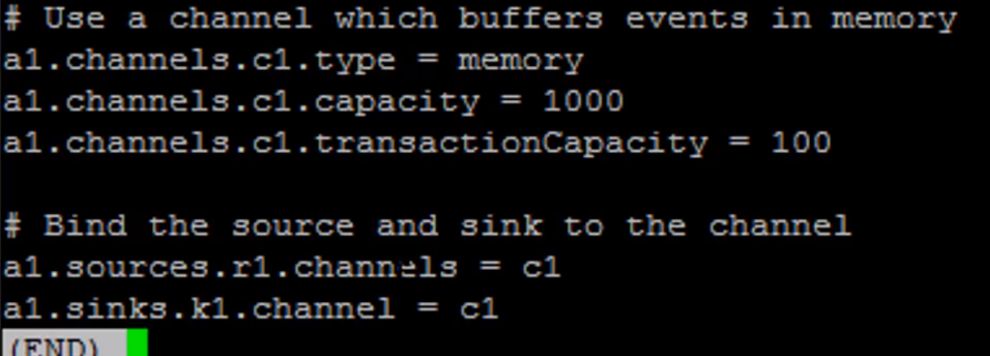 # Use a channel which buffers events in memory
a1.channels.c1.type = memory
a1.channels.c1.capacity = 1000
a1.channels.c1.transactionCapacity = 100
# Bind the source and sink to the channel
a1.sources.r1.channels = c1
a1.sinks.k1.channel = c1
(END)